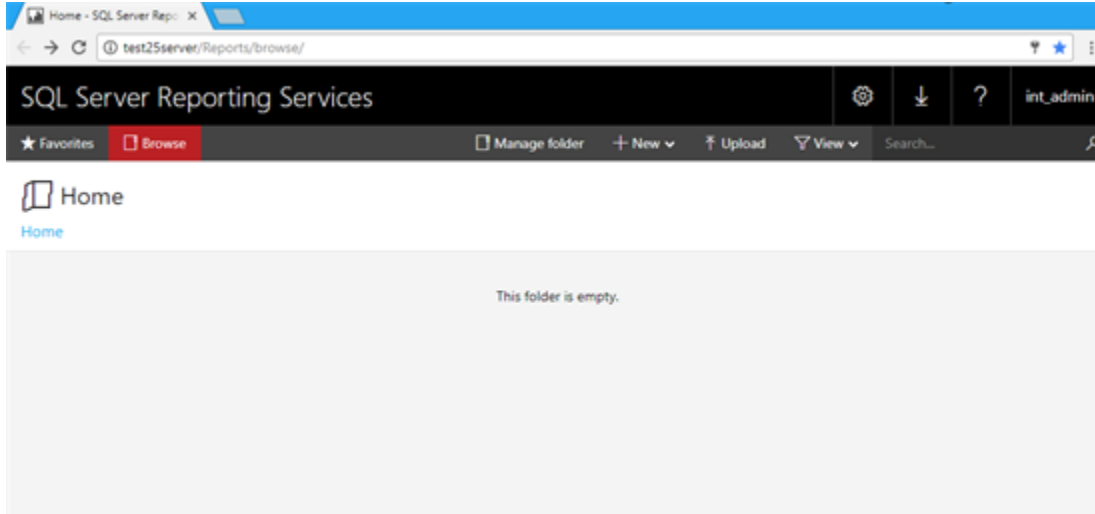 Home - SQL Server Repo
test25server/Reports/browse/
SQL Server Reporting Services int_admin
Favorites Browse Manage folder New Upload View Search...
Home
Home
This folder is empty.